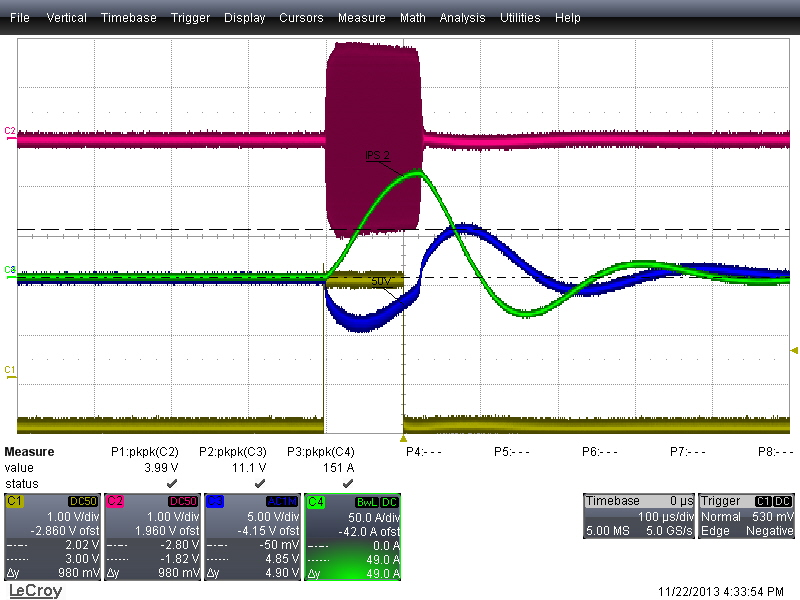 File Vertical Timebase Trigger Display Cursors Measure Math Analysis Utilities Help
C2
IPS 2
C3
50V
C1
Measure P1:pkpk(C2) P2:pkpk(C3) P3:pkpk(C4) P4:--- P5:--- P6:--- P7:--- P8:---
value 3.99 V 11.1 V 151 A
status
C1 DC50 C2 DC50 C3 C4 BwL DC Timebase 0 µs Trigger C1 DC
1.00 V/div 1.00 V/div 5.00 V/div 50.0 A/div 100 µs/div Normal 530 mV
-2.860 V ofst 1.960 V ofst -4.15 V ofst -42.0 A ofst 5.00 MS 5.0 GS/s Edge Negative
2.02 V -2.80 V -50 mV 0.0 A
3.00 V -1.82 V 4.85 V 49.0 A
Δy 980 mV Δy 980 mV Δy 4.90 V Δy 49.0 A
LeCroy 11/22/2013 4:33:54 PM